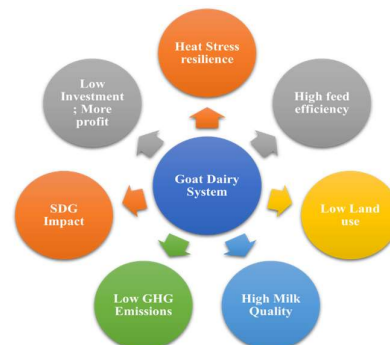 Heat Stress
resilience
Low
Investment
; More
profit
High feed
efficiency
Goat Dairy
System
SDG
Impact
Low Land
use
Low GHG
Emissions
High Milk
Quality